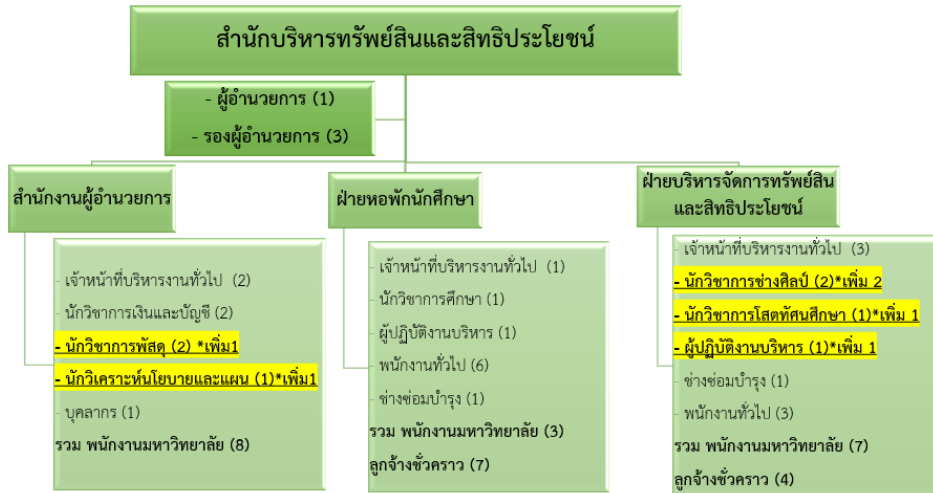 สำนักบริหารทรัพย์สินและสิทธิประโยชน์
- ผู้อำนวยการ (1)
- รองผู้อำนวยการ (3)
สำนักงานผู้อำนวยการ
- เจ้าหน้าที่บริหารงานทั่วไป (2)
- นักวิชาการเงินและบัญชี (2)
- นักวิชาการพัสดุ (2) *เพิ่ม1
- นักวิเคราะห์นโยบายและแผน (1)*เพิ่ม1
- บุคลากร (1)
รวม พนักงานมหาวิทยาลัย (8)
ฝ่ายหอพักนักศึกษา
- เจ้าหน้าที่บริหารงานทั่วไป (1)
- นักวิชาการศึกษา (1)
- ผู้ปฏิบัติงานบริหาร (1)
- พนักงานทั่วไป (6)
- ช่างซ่อมบำรุง (1)
รวม พนักงานมหาวิทยาลัย (3)
ลูกจ้างชั่วคราว (7)
ฝ่ายบริหารจัดการทรัพย์สิน
และสิทธิประโยชน์
- เจ้าหน้าที่บริหารงานทั่วไป (3)
- นักวิชาการช่างศิลป์ (2)*เพิ่ม 2
- นักวิชาการโสตทัศนศึกษา (1)*เพิ่ม 1
- ผู้ปฏิบัติงานบริหาร (1)*เพิ่ม 1
- ช่างซ่อมบำรุง (1)
- พนักงานทั่วไป (3)
รวม พนักงานมหาวิทยาลัย (7)
ลูกจ้างชั่วคราว (4)